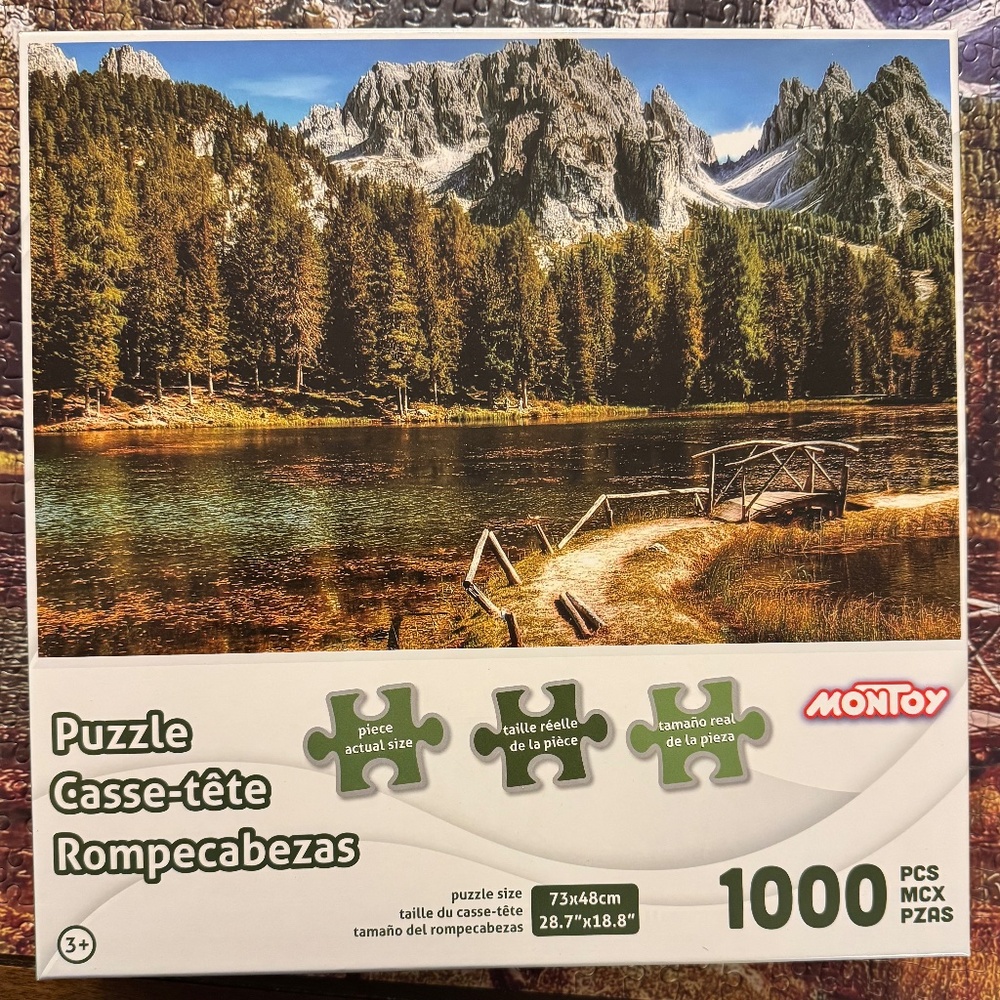 Puzzle
Casse-tête
Rompecabezas
piece
actual size
taille réelle
de la pièce
tamaño real
de la pieza
MONTOY
puzzle size
taille du casse-tête
tamaño del rompecabezas
73x48cm
28.7”x18.8”
1000
PCS
MCX
PZAS
3+